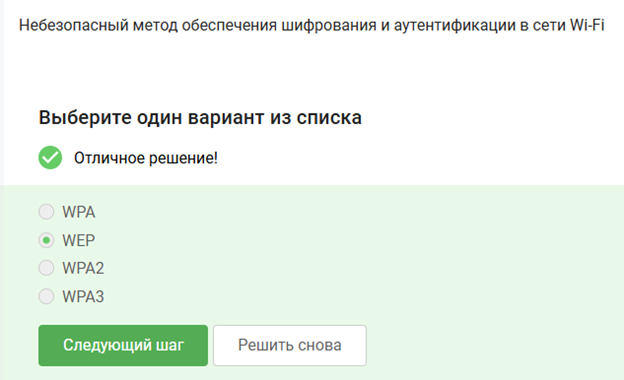 Небезопасный метод обеспечения шифрования и аутентификации в сети Wi-Fi
Выберите один вариант из списка
Отличное решение!
WPA
WEP
WPA2
WPA3
Следующий шаг
Решить снова